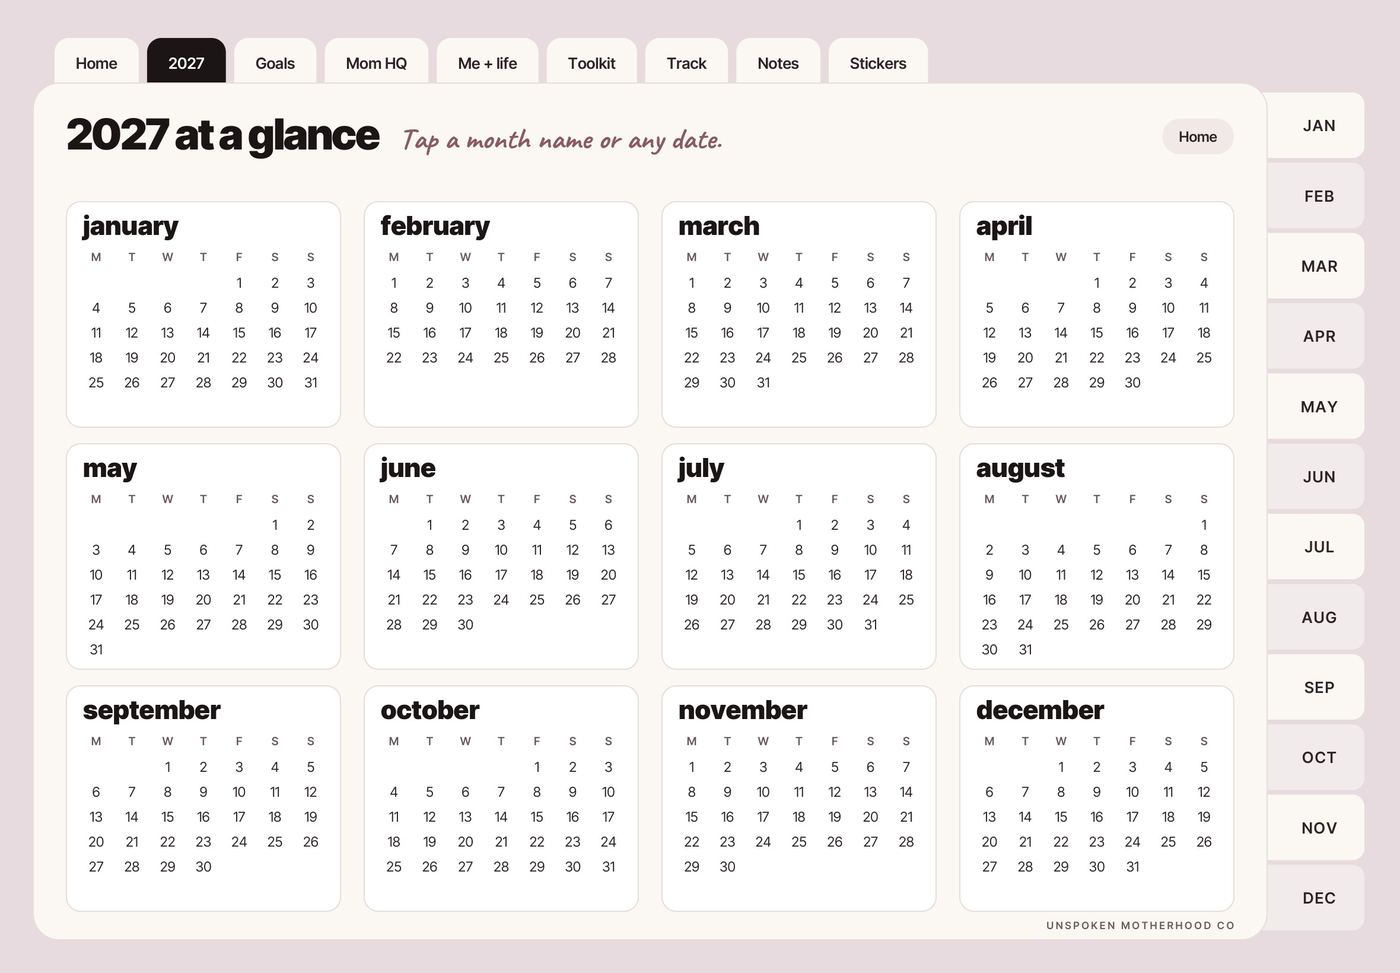 Home 2027 Goals Mom HQ Me + life Toolkit Track Notes Stickers
2027 at a glance Tap a month name or any date. Home
january
M T W T F S S
1 2 3
4 5 6 7 8 9 10
11 12 13 14 15 16 17
18 19 20 21 22 23 24
25 26 27 28 29 30 31
february
M T W T F S S
1 2 3 4 5 6 7
8 9 10 11 12 13 14
15 16 17 18 19 20 21
22 23 24 25 26 27 28
march
M T W T F S S
1 2 3 4 5 6 7
8 9 10 11 12 13 14
15 16 17 18 19 20 21
22 23 24 25 26 27 28
29 30 31
april
M T W T F S S
1 2 3 4
5 6 7 8 9 10 11
12 13 14 15 16 17 18
19 20 21 22 23 24 25
26 27 28 29 30
may
M T W T F S S
1 2
3 4 5 6 7 8 9
10 11 12 13 14 15 16
17 18 19 20 21 22 23
24 25 26 27 28 29 30
31
june
M T W T F S S
1 2 3 4 5 6
7 8 9 10 11 12 13
14 15 16 17 18 19 20
21 22 23 24 25 26 27
28 29 30
july
M T W T F S S
1 2 3 4
5 6 7 8 9 10 11
12 13 14 15 16 17 18
19 20 21 22 23 24 25
26 27 28 29 30 31
august
M T W T F S S
1
2 3 4 5 6 7 8
9 10 11 12 13 14 15
16 17 18 19 20 21 22
23 24 25 26 27 28 29
30 31
september
M T W T F S S
1 2 3 4 5
6 7 8 9 10 11 12
13 14 15 16 17 18 19
20 21 22 23 24 25 26
27 28 29 30
october
M T W T F S S
1 2 3
4 5 6 7 8 9 10
11 12 13 14 15 16 17
18 19 20 21 22 23 24
25 26 27 28 29 30 31
november
M T W T F S S
1 2 3 4 5 6 7
8 9 10 11 12 13 14
15 16 17 18 19 20 21
22 23 24 25 26 27 28
29 30
december
M T W T F S S
1 2 3 4 5
6 7 8 9 10 11 12
13 14 15 16 17 18 19
20 21 22 23 24 25 26
27 28 29 30 31
UNSPOKEN MOTHERHOOD CO
JAN
FEB
MAR
APR
MAY
JUN
JUL
AUG
SEP
OCT
NOV
DEC